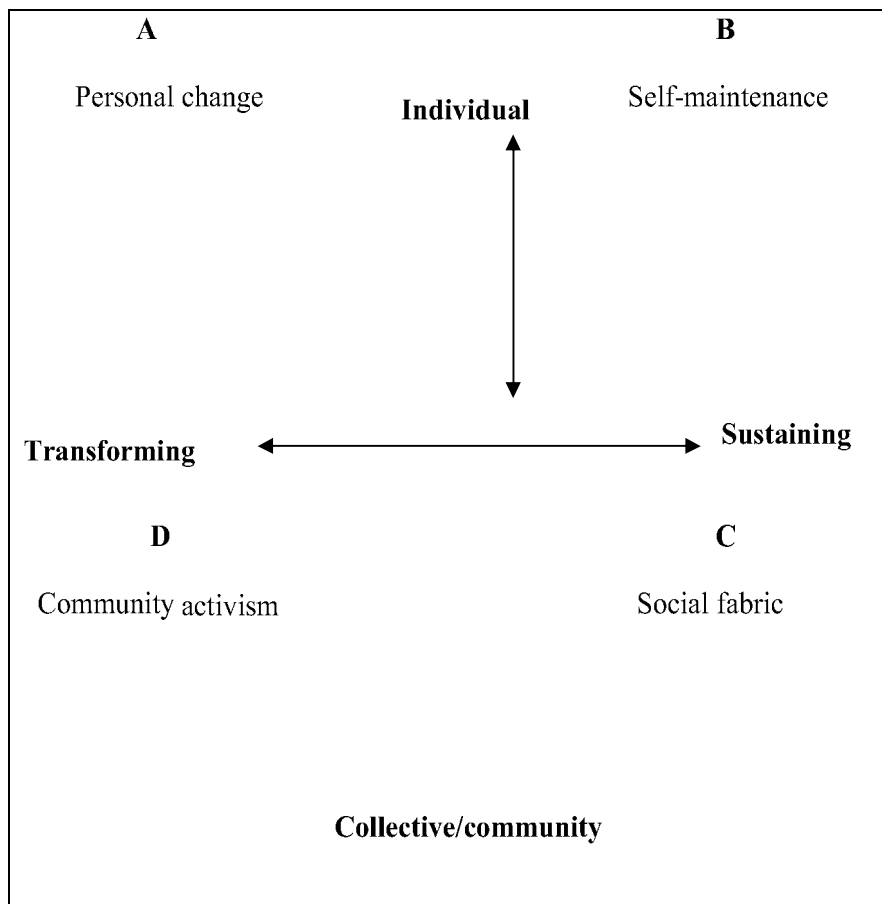 A
B
Personal change
Self-maintenance
Individual
Transforming
Sustaining
D
C
Community activism
Social fabric
Collective/community